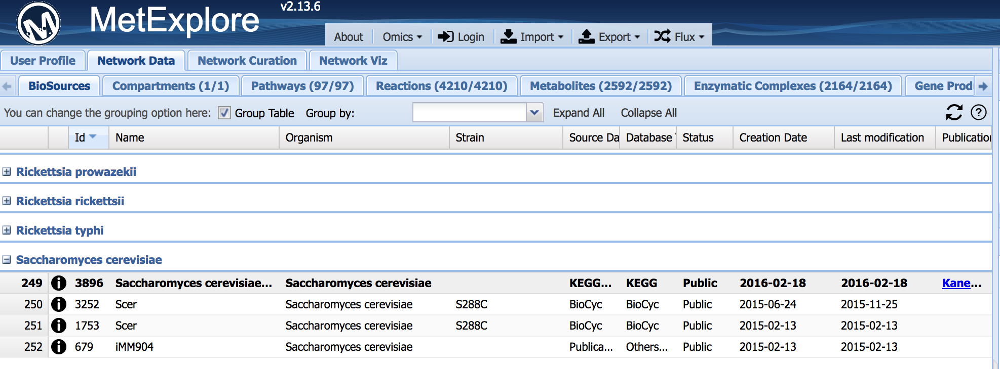 v2.13.6
MetExplore
About Omics Login Import Export Flux
User Profile Network Data Network Curation Network Viz
BioSources Compartments (1/1) Pathways (97/97) Reactions (4210/4210) Metabolites (2592/2592) Enzymatic Complexes (2164/2164) Gene Prod
You can change the grouping option here: Group Table Group by: Expand All Collapse All
Id Name Organism Strain Source Da Database Status Creation Date Last modification Publication
Rickettsia prowazekii
Rickettsia rickettsii
Rickettsia typhi
Saccharomyces cerevisiae
249 3896 Saccharomyces cerevisiae... Saccharomyces cerevisiae KEGG... KEGG Public 2016-02-18 2016-02-18 Kane...
250 3252 Scer Saccharomyces cerevisiae S288C BioCyc BioCyc Public 2015-06-24 2015-11-25
251 1753 Scer Saccharomyces cerevisiae S288C BioCyc BioCyc Public 2015-02-13 2015-02-13
252 679 iMM904 Saccharomyces cerevisiae Publica... Others... Public 2015-02-13 2015-02-13